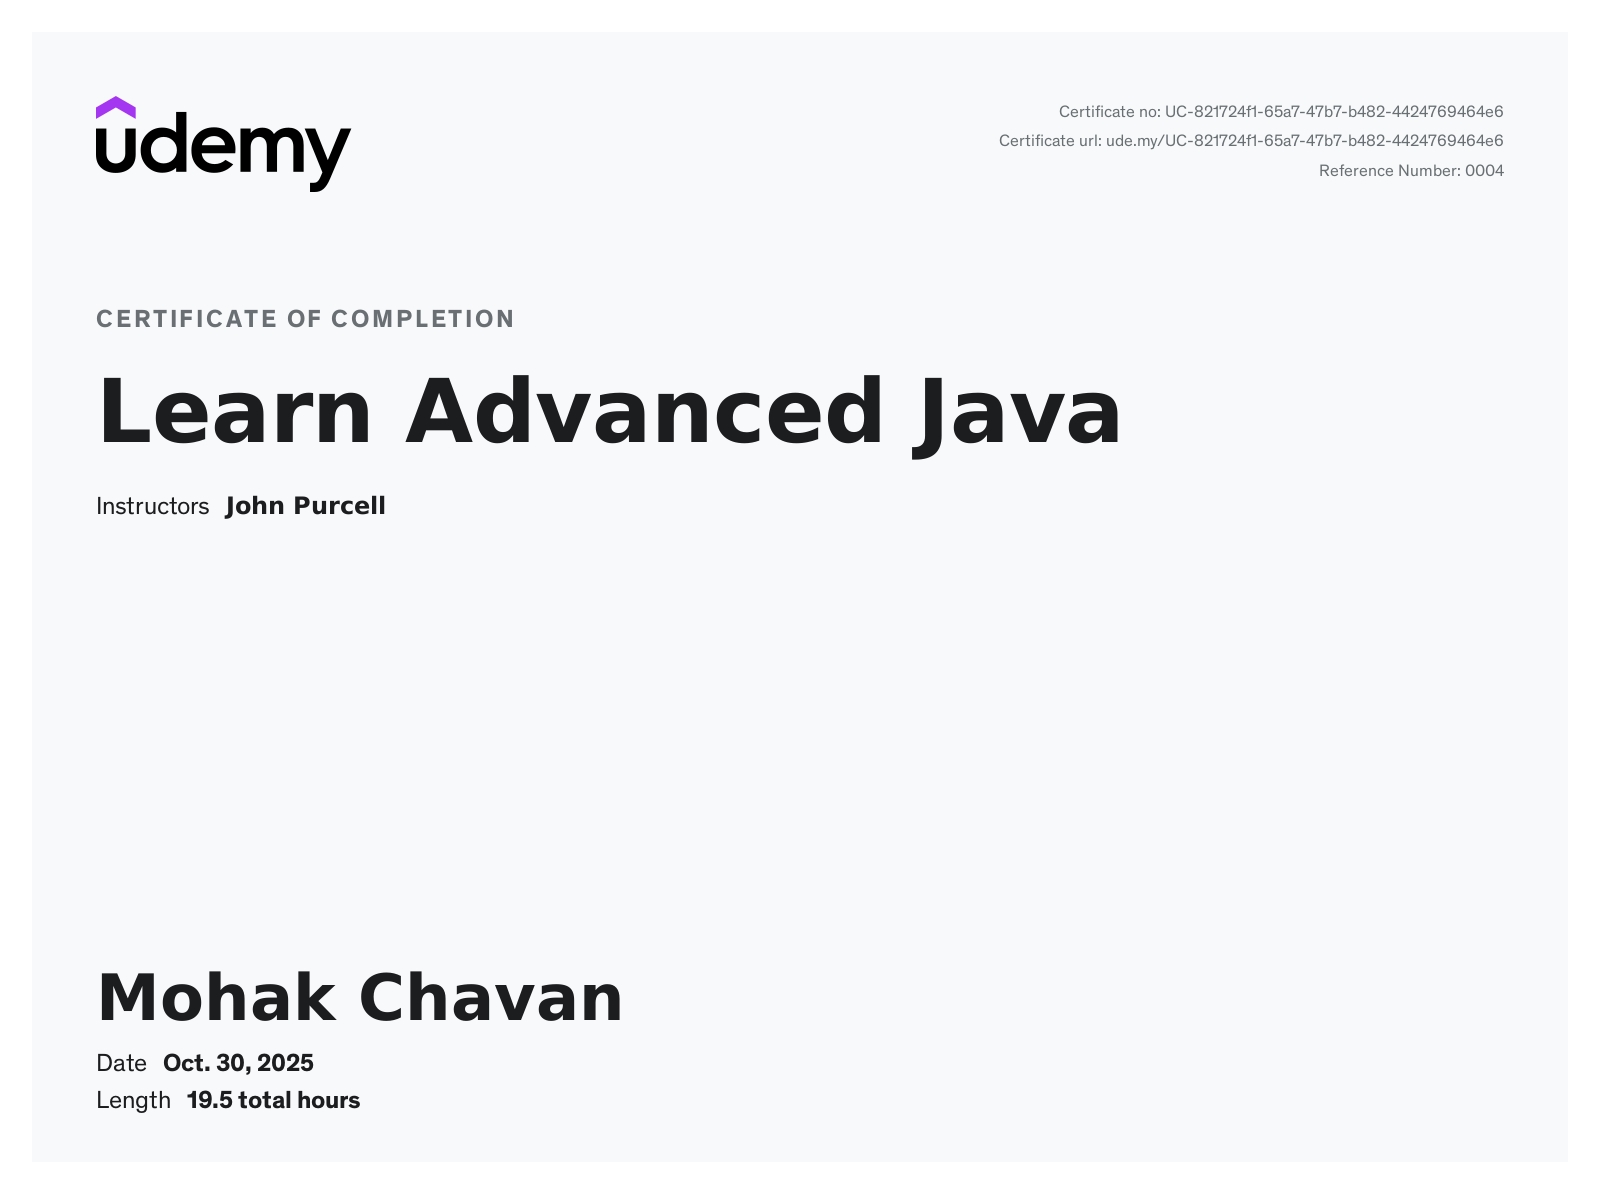 udemy
Certificate no: UC-821724f1-65a7-47b7-b482-4424769464e6
Certificate url: ude.my/UC-821724f1-65a7-47b7-b482-4424769464e6
Reference Number: 0004
CERTIFICATE OF COMPLETION
Learn Advanced Java
Instructors John Purcell
Mohak Chavan
Date Oct. 30, 2025
Length 19.5 total hours